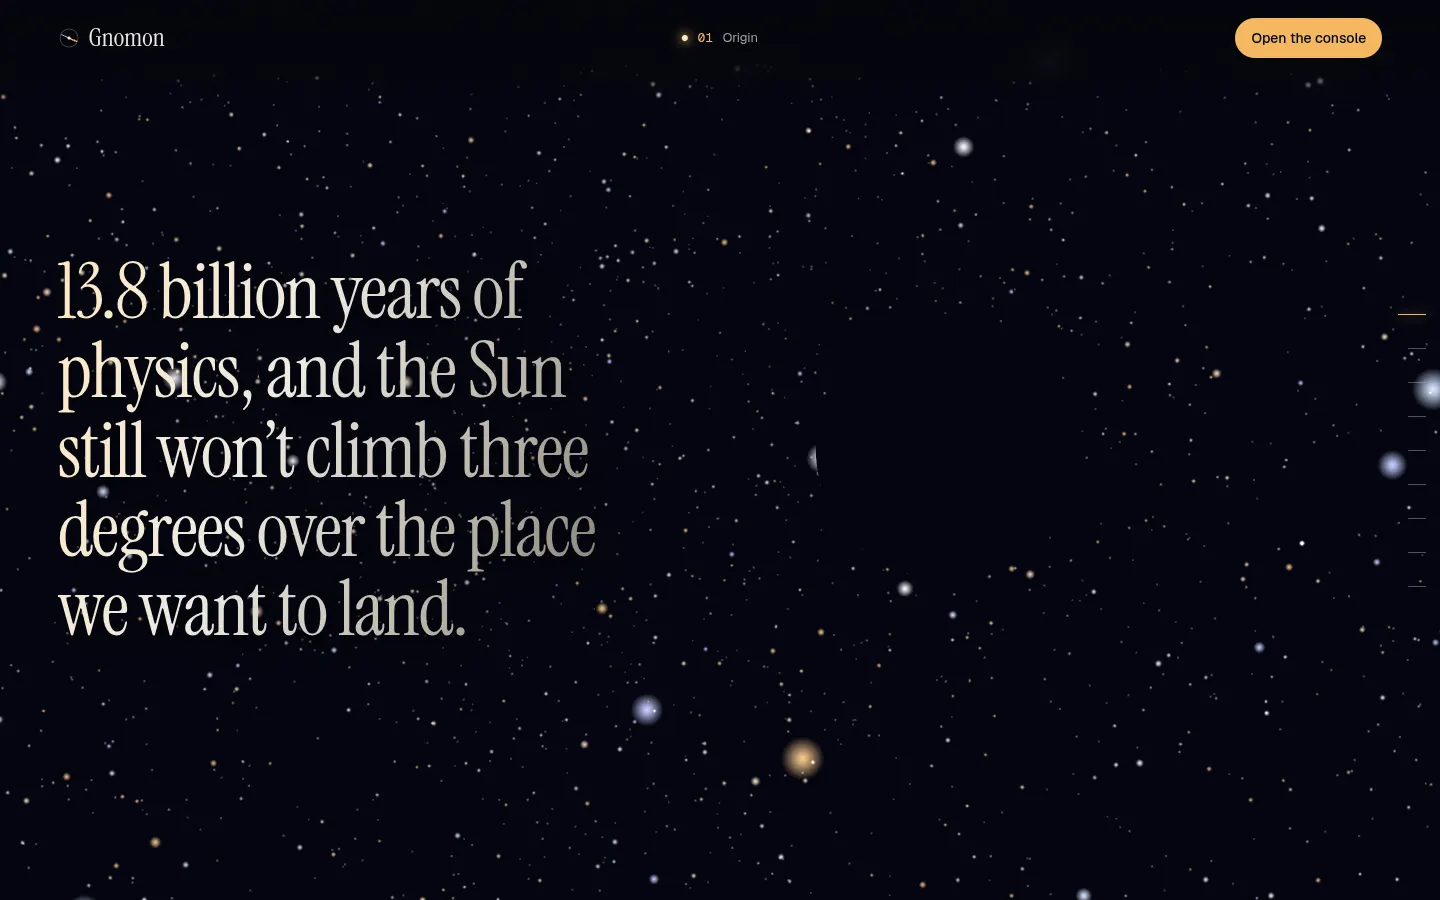 Gnomon
01 Origin
Open the console
13.8 billion years of
physics, and the Sun
still won’t climb three
degrees over the place
we want to land.